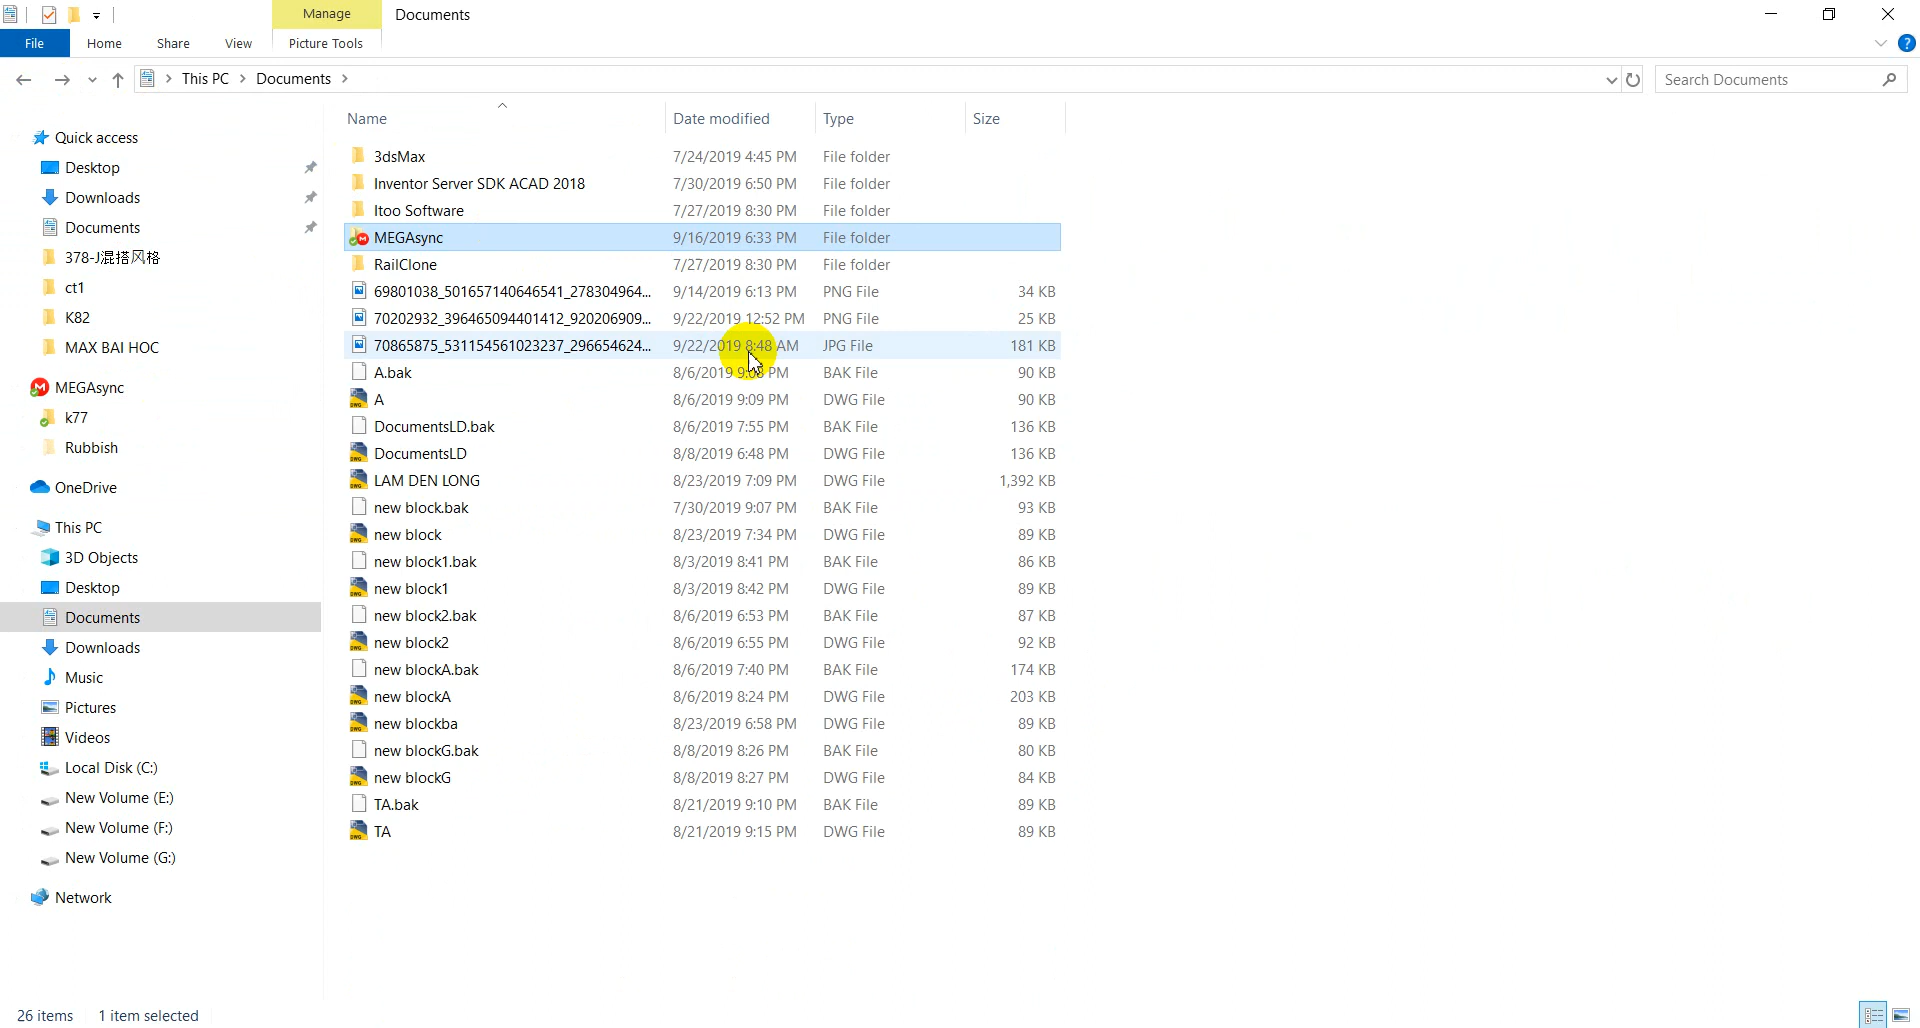 Manage
Documents
File
Home
Share
View
Picture Tools
This PC
Documents
Search Documents
Name
Date modified
Type
Size
Quick access
Desktop
Downloads
Documents
378-J混搭风格
ct1
K82
MAX BAI HOC
MEGAsync
k77
Rubbish
OneDrive
This PC
3D Objects
Desktop
Documents
Downloads
Music
Pictures
Videos
Local Disk (C:)
New Volume (E:)
New Volume (F:)
New Volume (G:)
Network
3dsMax 7/24/2019 4:45 PM File folder
Inventor Server SDK ACAD 2018 7/30/2019 6:50 PM File folder
Itoo Software 7/27/2019 8:30 PM File folder
MEGAsync 9/16/2019 6:33 PM File folder
RailClone 7/27/2019 8:30 PM File folder
69801038_501657140646541_278304964... 9/14/2019 6:13 PM PNG File 34 KB
70202932_396465094401412_920206909... 9/22/2019 12:52 PM PNG File 25 KB
70865875_531154561023237_296654624... 9/22/2019 8:48 AM JPG File 181 KB
A.bak 8/6/2019 PM BAK File 90 KB
A 8/6/2019 9:09 PM DWG File 90 KB
DocumentsLD.bak 8/6/2019 7:55 PM BAK File 136 KB
DocumentsLD 8/8/2019 6:48 PM DWG File 136 KB
LAM DEN LONG 8/23/2019 7:09 PM DWG File 1,392 KB
new block.bak 7/30/2019 9:07 PM BAK File 93 KB
new block 8/23/2019 7:34 PM DWG File 89 KB
new block1.bak 8/3/2019 8:41 PM BAK File 86 KB
new block1 8/3/2019 8:42 PM DWG File 89 KB
new block2.bak 8/6/2019 6:53 PM BAK File 87 KB
new block2 8/6/2019 6:55 PM DWG File 92 KB
new blockA.bak 8/6/2019 7:40 PM BAK File 174 KB
new blockA 8/6/2019 8:24 PM DWG File 203 KB
new blockba 8/23/2019 6:58 PM DWG File 89 KB
new blockG.bak 8/8/2019 8:26 PM BAK File 80 KB
new blockG 8/8/2019 8:27 PM DWG File 84 KB
TA.bak 8/21/2019 9:10 PM BAK File 89 KB
TA 8/21/2019 9:15 PM DWG File 89 KB
26 items 1 item selected